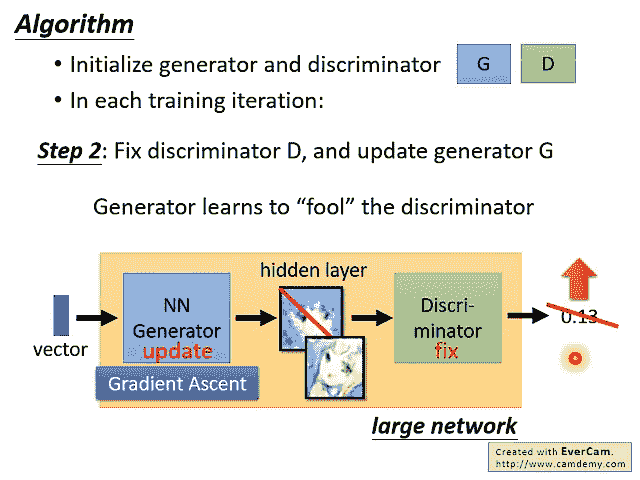 Algorithm
• Initialize generator and discriminator G D
• In each training iteration:
Step 2: Fix discriminator D, and update generator G
Generator learns to “fool” the discriminator
hidden layer
vector
NN
Generator
update
Gradient Ascent
Discri-
minator
fix
0.13
large network
Created with EverCam.
http://www.camdemy.com